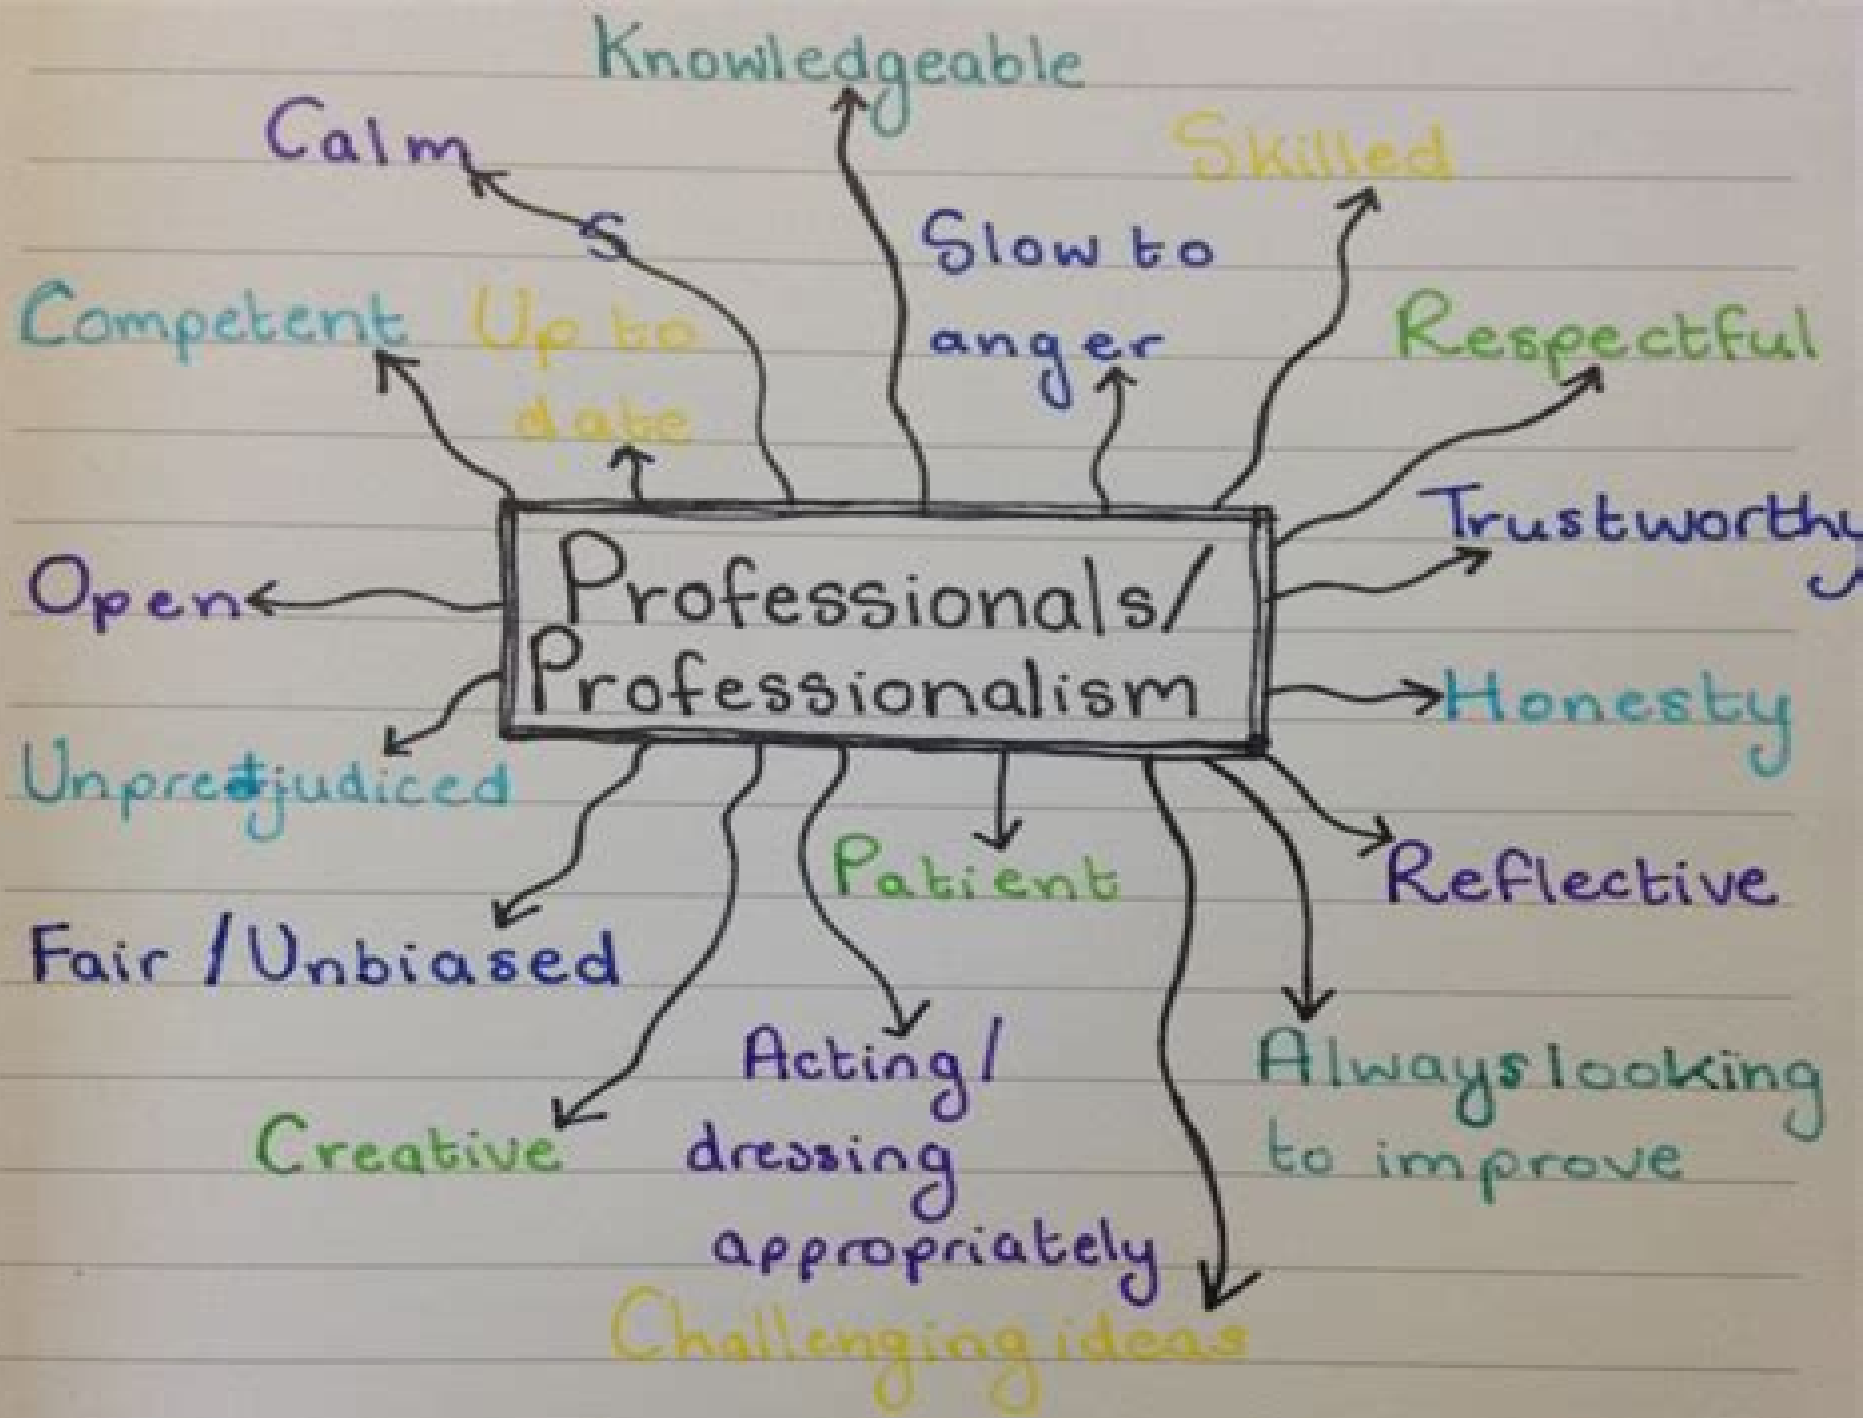 Knowledgeable
Calm
Skilled
S
Slow to
anger
Competent
Up to
date
Respectful
Trustworthy
Open
Professionals/
Professionalism
Honesty
Unprejudiced
Patient
Reflective
Fair / Unbiased
Acting/
dressing
appropriately
Always looking
to improve
Creative
Challenging ideas